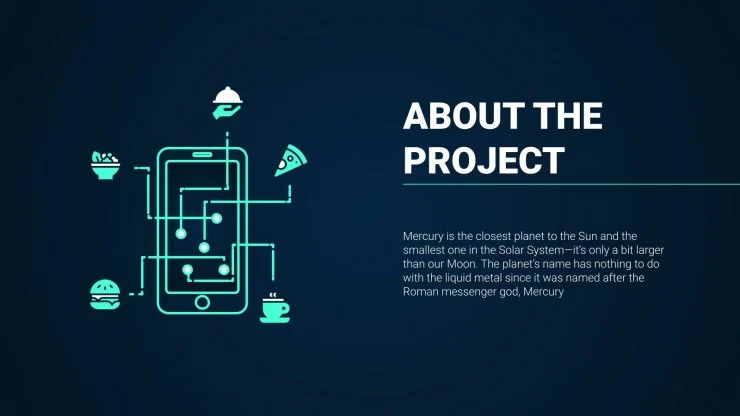 ABOUT THE
PROJECT
Mercury is the closest planet to the Sun and the
smallest one in the Solar System—it's only a bit larger
than our Moon. The planet's name has nothing to do
with the liquid metal since it was named after the
Roman messenger god, Mercury